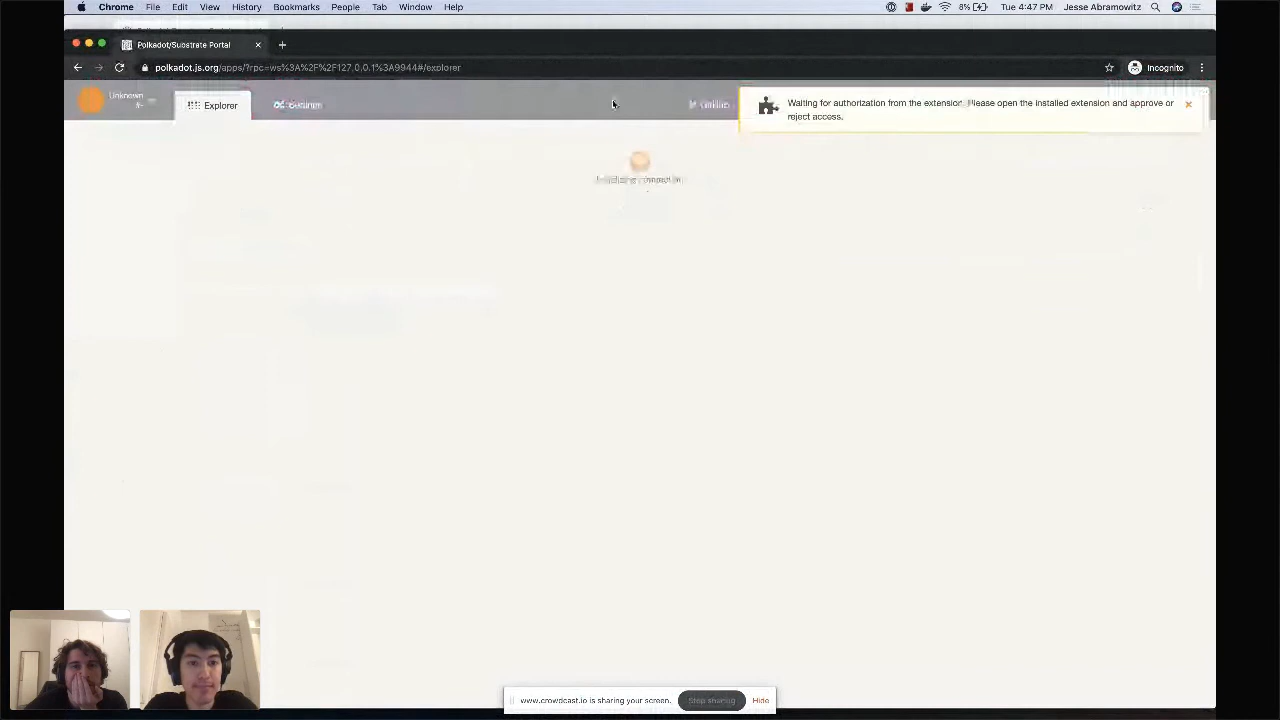 Chrome File Edit View History Bookmarks People Tab Window Help 8% Tue 4:47 PM Jesse Abramowitz
Polkadot/Substrate Portal
polkadot.js.org/apps/?rpc=ws%3A%2F%2F127.0.0.1%3A9944#/explorer Incognito
Unknown
#-
Explorer Settings GitHub
Waiting for authorization from the extension. Please open the installed extension and approve or
reject access.
www.crowdcast.io is sharing your screen. Stop sharing Hide